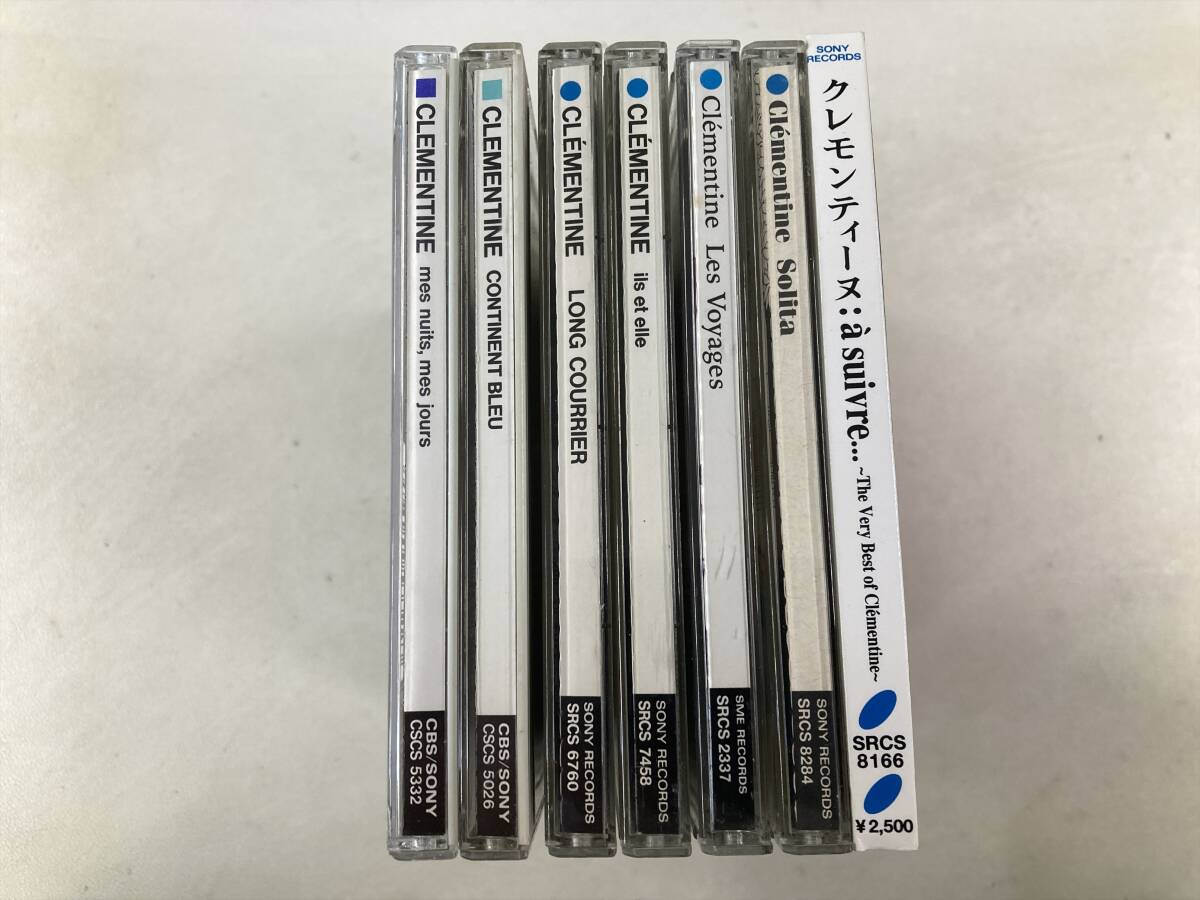 CLEMENTINE mes nuits, mes jours
CBS/SONY
CSCS 5332
CLEMENTINE CONTINENT BLEU
CBS/SONY
CSCS 5026
CLÉMENTINE LONG COURRIER
SONY RECORDS
SRCS 6760
CLÉMENTINE ils et elle
SONY RECORDS
SRCS 7458
Clémentine Les Voyages
SME RECORDS
SRCS 2337
Clémentine Solita
SONY RECORDS
SRCS 8284
SONY
RECORDS
クレモンティーヌ: à suivre... ~The Very Best of Clémentine~
SRCS
8166
¥2,500